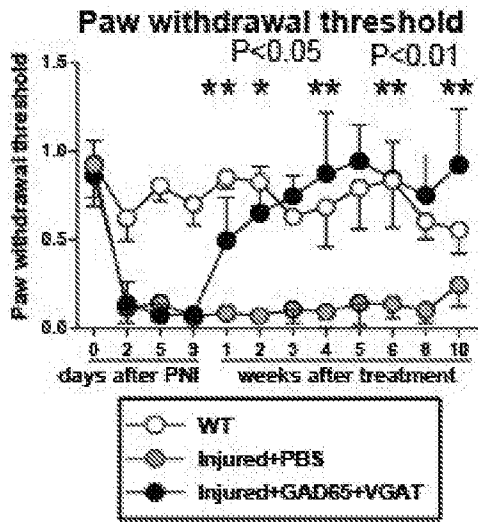 Paw withdrawal threshold
P<0.05 P<0.01
** * ** ** **
Paw withdrawal threshold
1.5
1.0
0.5
0.0
0 2 5 9 1 2 3 4 5 6 8 10
days after PNI weeks after treatment
WT
Injured+PBS
Injured+GAD65+VGAT